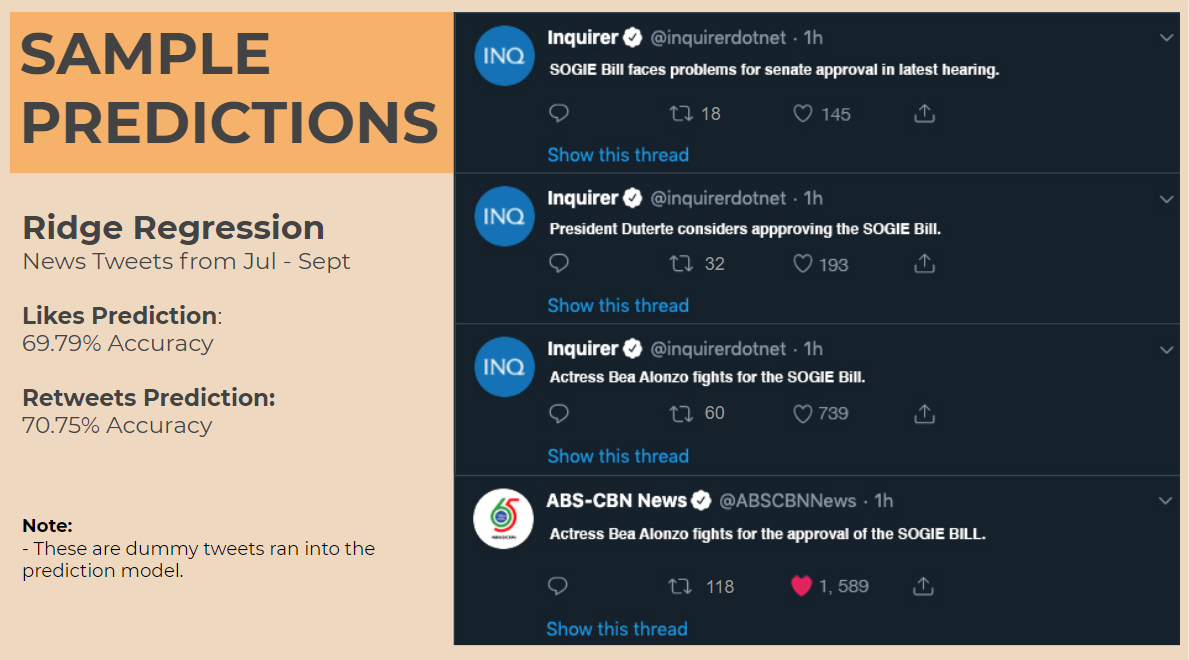 SAMPLE
PREDICTIONS
Ridge Regression
News Tweets from Jul - Sept
Likes Prediction:
69.79% Accuracy
Retweets Prediction:
70.75% Accuracy
Note:
- These are dummy tweets ran into the
prediction model.
INQ
Inquirer @inquirerdotnet · 1h
SOGIE Bill faces problems for senate approval in latest hearing.
18 145
Show this thread
INQ
Inquirer @inquirerdotnet · 1h
President Duterte considers appproving the SOGIE Bill.
32 193
Show this thread
INQ
Inquirer @inquirerdotnet · 1h
Actress Bea Alonzo fights for the SOGIE Bill.
60 739
Show this thread
65
ABS-CBN News @ABSCBNNews · 1h
Actress Bea Alonzo fights for the approval of the SOGIE BILL.
118 1, 589
Show this thread